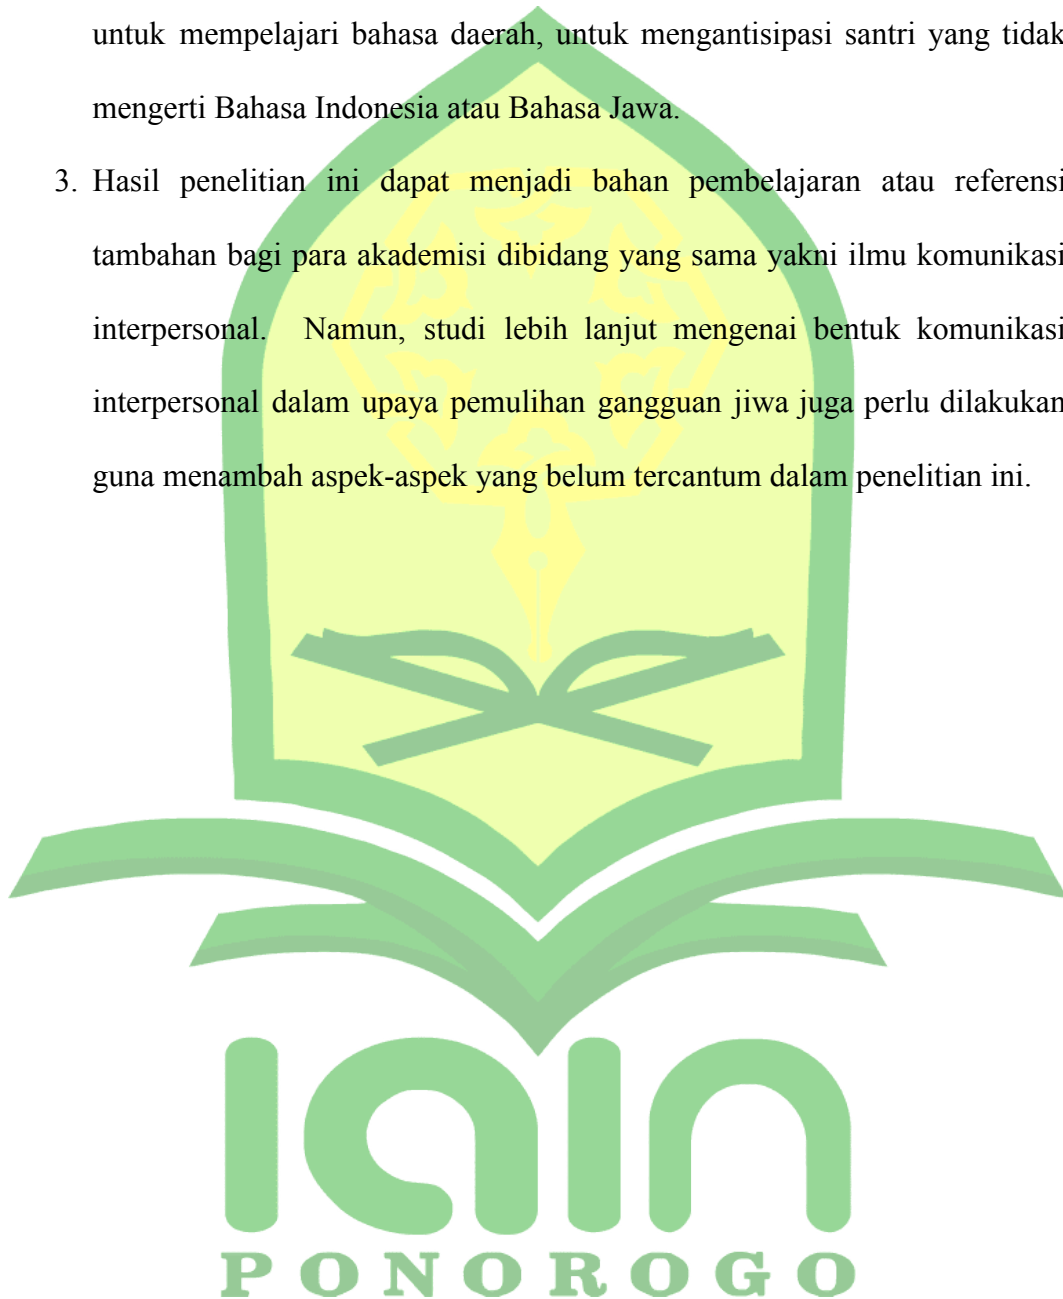 untuk mempelajari bahasa daerah, untuk mengantisipasi santri yang tidak
mengerti Bahasa Indonesia atau Bahasa Jawa.
3. Hasil penelitian ini dapat menjadi bahan pembelajaran atau referensi
tambahan bagi para akademisi dibidang yang sama yakni ilmu komunikasi
interpersonal. Namun, studi lebih lanjut mengenai bentuk komunikasi
interpersonal dalam upaya pemulihan gangguan jiwa juga perlu dilakukan
guna menambah aspek-aspek yang belum tercantum dalam penelitian ini.
iain
PONOROGO